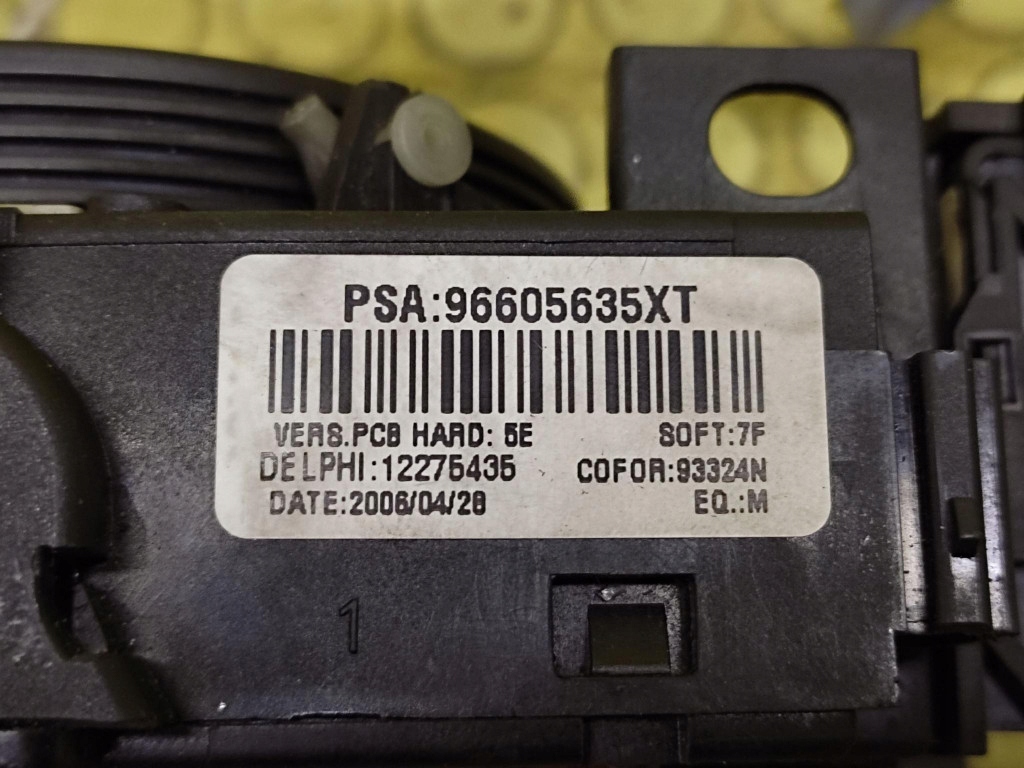 PSA:96605635XT
VERS.PCB HARD: 5E SOFT:7F
DELPHI:12275435 COFOR:93324N
DATE:2006/04/28 EQ.:M
1